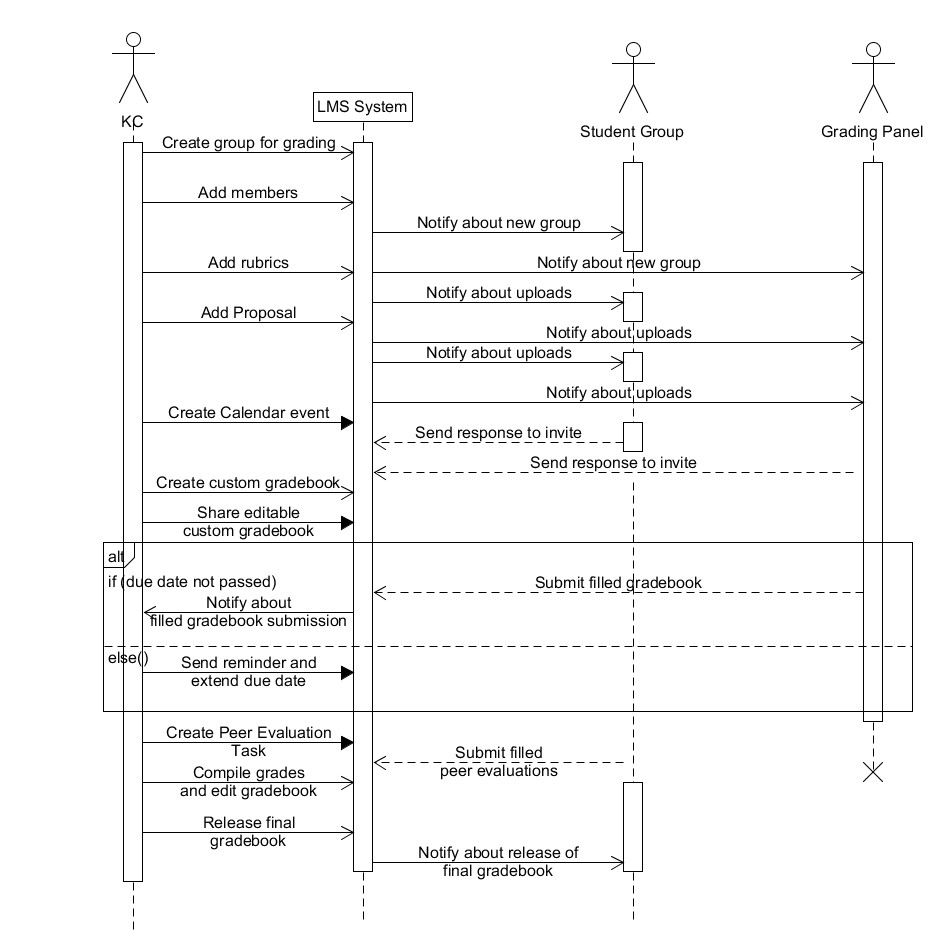 KC
LMS System
Student Group
Grading Panel
Create group for grading
Add members
Notify about new group
Add rubrics
Notify about new group
Notify about uploads
Add Proposal
Notify about uploads
Notify about uploads
Notify about uploads
Create Calendar event
Send response to invite
Send response to invite
Create custom gradebook
Share editable
custom gradebook
alt
if (due date not passed)
Submit filled gradebook
Notify about
filled gradebook submission
else()
Send reminder and
extend due date
Create Peer Evaluation
Task
Submit filled
peer evaluations
Compile grades
and edit gradebook
Release final
gradebook
Notify about release of
final gradebook